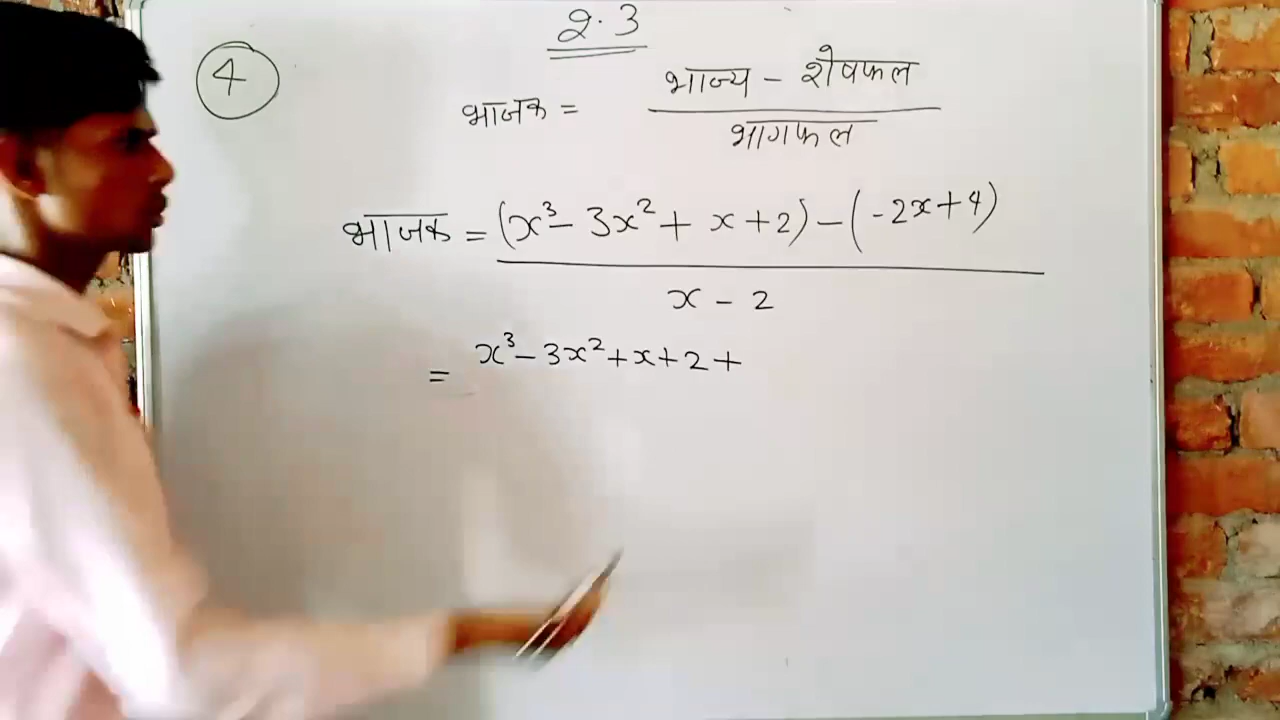 2.3
4
भाजक = भाज्य - शेषफल
भागफल
भाजक = (x³ - 3x² + x + 2) - (-2x + 4)
x - 2
= x³ - 3x² + x + 2 +